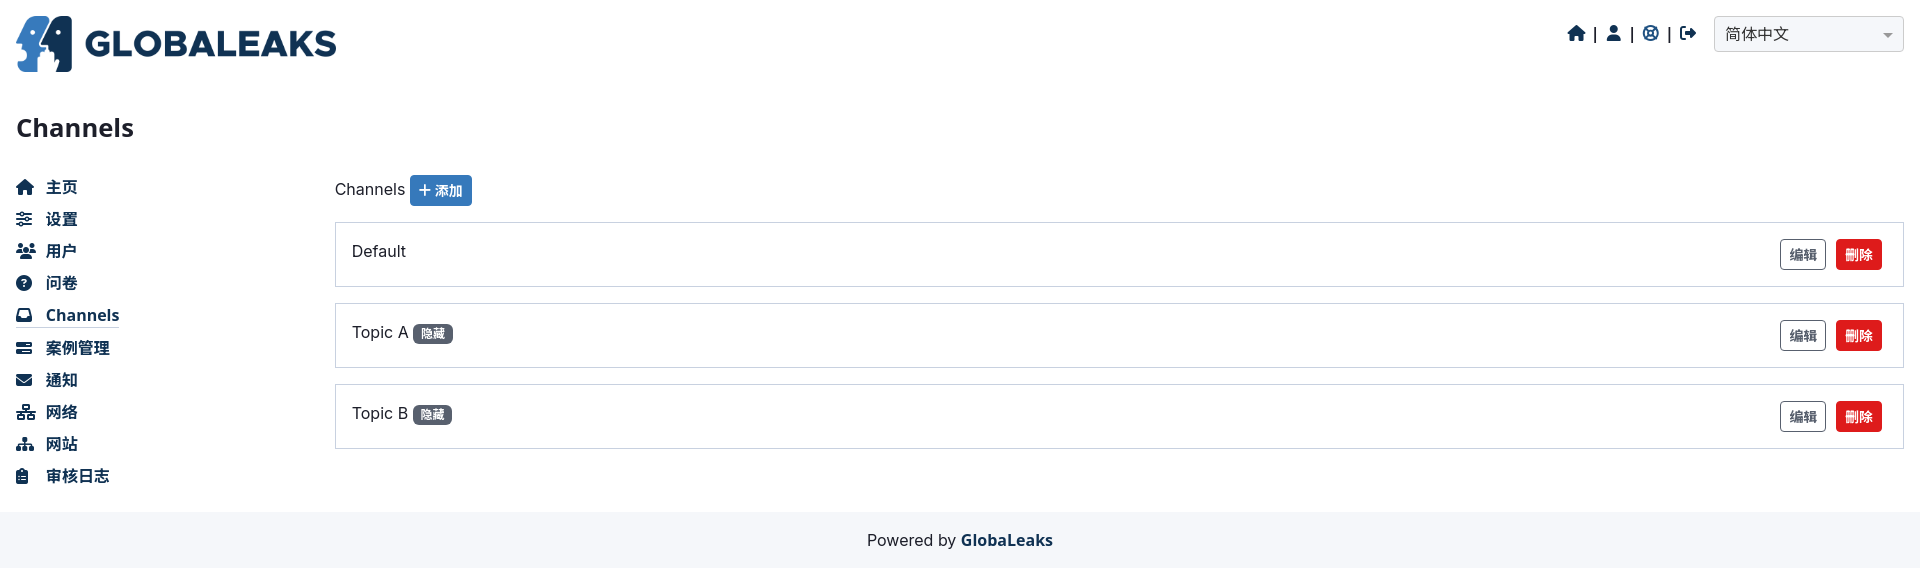 GLOBALEAKS
| | |
简体中文
Channels
主页
设置
用户
问卷
Channels
案例管理
通知
网络
网站
审核日志
Channels + 添加
Default 编辑 删除
Topic A 隐藏 编辑 删除
Topic B 隐藏 编辑 删除
Powered by GlobaLeaks